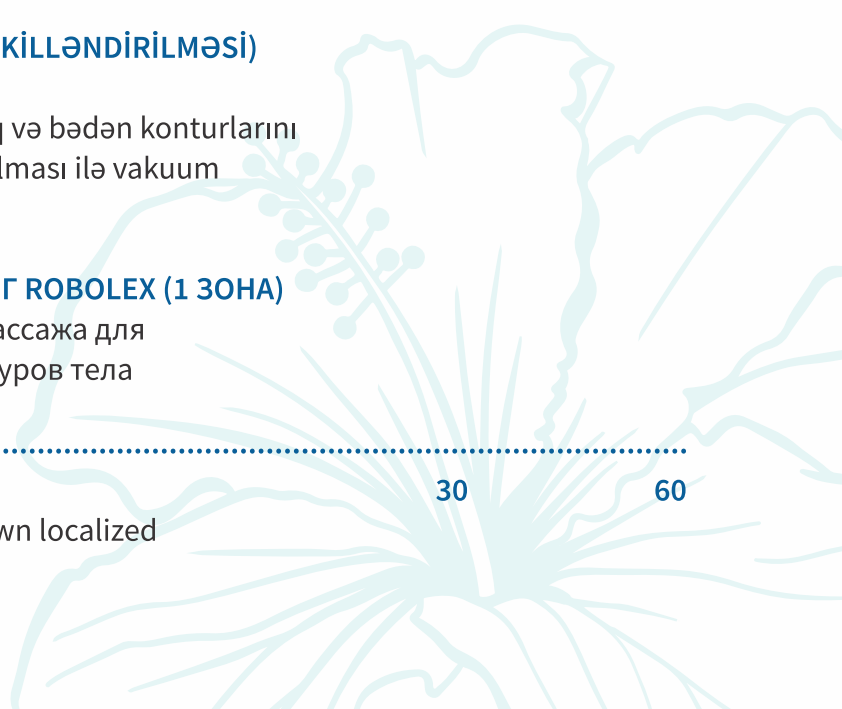 KİLLƏNDİRİLMƏSİ)
və bədən konturlarını
lması ilə vakuum
Г ROBOLEX (1 ЗОНА)
ассажа для
уров тела
30 60
wn localized